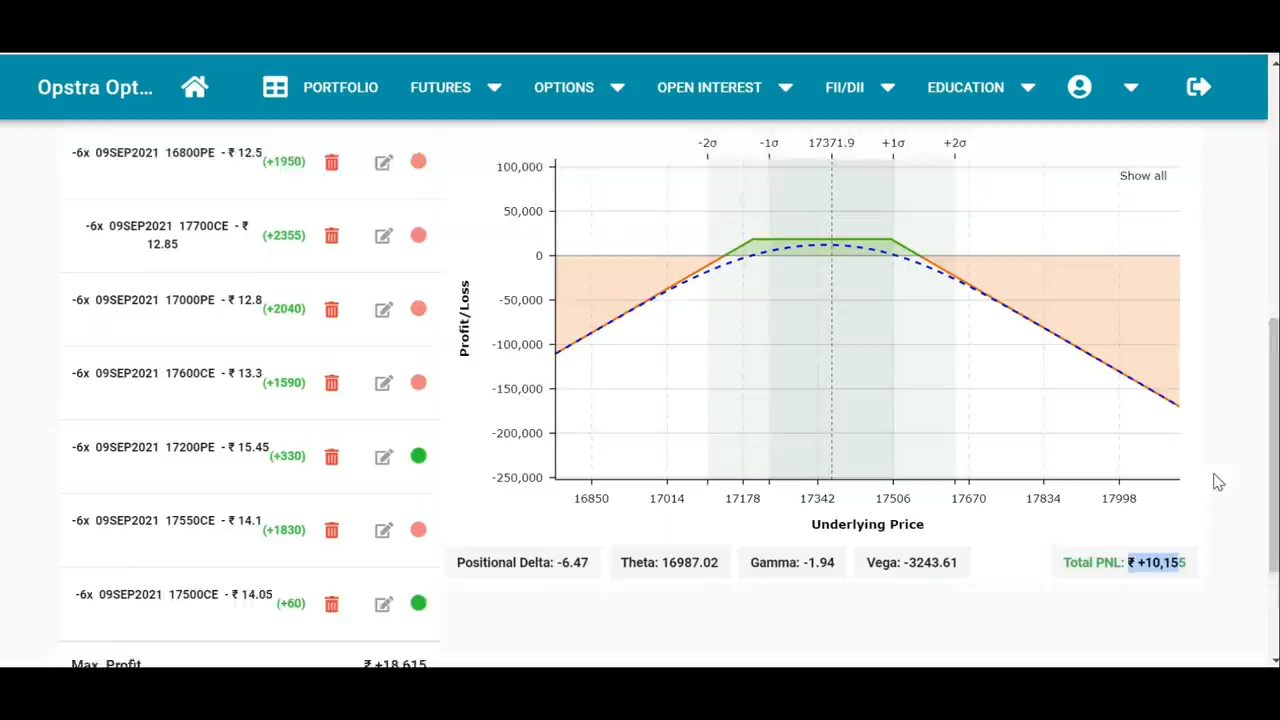 Opstra Opt...
PORTFOLIO
FUTURES
OPTIONS
OPEN INTEREST
FII/DII
EDUCATION
-6x 09SEP2021 16800PE - ₹ 12.5
(+1950)
-6x 09SEP2021 17700CE - ₹
12.85
(+2355)
-6x 09SEP2021 17000PE - ₹ 12.8
(+2040)
-6x 09SEP2021 17600CE - ₹ 13.3
(+1590)
-6x 09SEP2021 17200PE - ₹ 15.45
(+330)
-6x 09SEP2021 17550CE - ₹ 14.1
(+1830)
-6x 09SEP2021 17500CE - ₹ 14.05
(+60)
Max. Profit
₹ +18,615
-2σ
-1σ
17371.9
+1σ
+2σ
Show all
100,000
50,000
0
-50,000
-100,000
-150,000
-200,000
-250,000
Profit/Loss
16850
17014
17178
17342
17506
17670
17834
17998
Underlying Price
Positional Delta: -6.47
Theta: 16987.02
Gamma: -1.94
Vega: -3243.61
Total PNL: ₹ +10,155